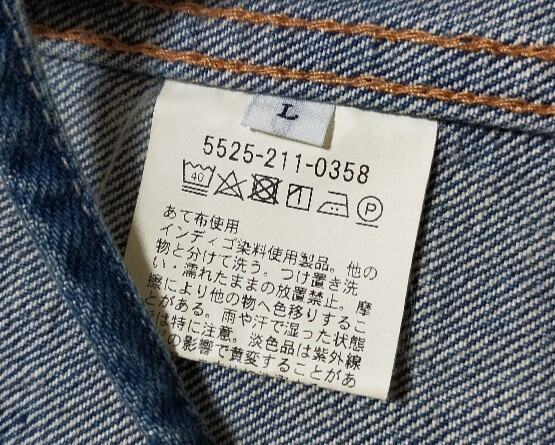 L
5525-211-0358
40
1
P
あて布使用
インディゴ染料使用製品。他の
物と分けて洗う。つけ置き洗
い・濡れたままの放置禁止。摩
擦により他の物へ色移りするこ
とがある。雨や汗で湿った状態
は特に注意。淡色品は紫外線
の影響で黄変することがあ